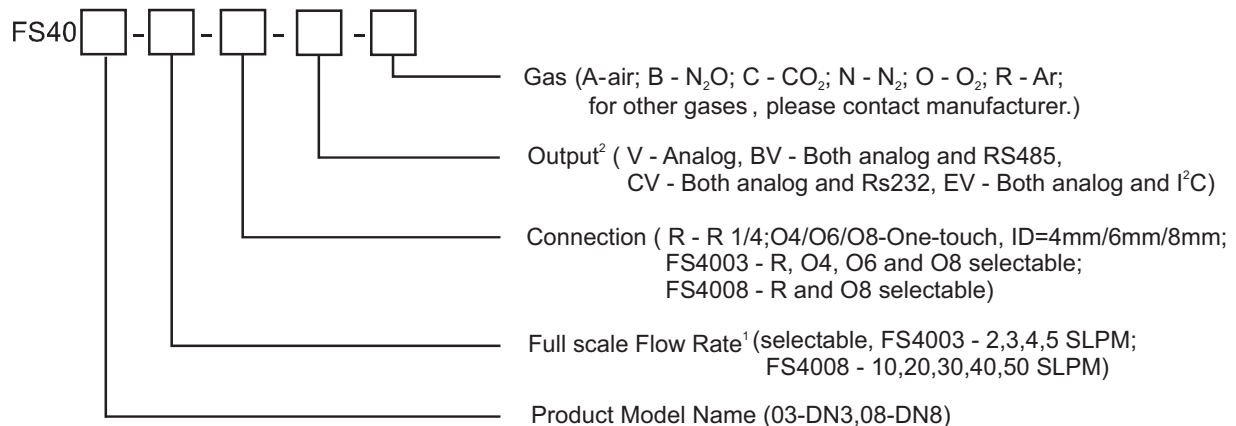 FS40 - - - -
Gas (A-air; B - N₂O; C - CO₂; N - N₂; O - O₂; R - Ar;
for other gases , please contact manufacturer.)
Output² ( V - Analog, BV - Both analog and RS485,
CV - Both analog and Rs232, EV - Both analog and I²C)
Connection ( R - R 1/4;O4/O6/O8-One-touch, ID=4mm/6mm/8mm;
FS4003 - R, O4, O6 and O8 selectable;
FS4008 - R and O8 selectable)
Full scale Flow Rate¹ (selectable, FS4003 - 2,3,4,5 SLPM;
FS4008 - 10,20,30,40,50 SLPM)
Product Model Name (03-DN3,08-DN8)